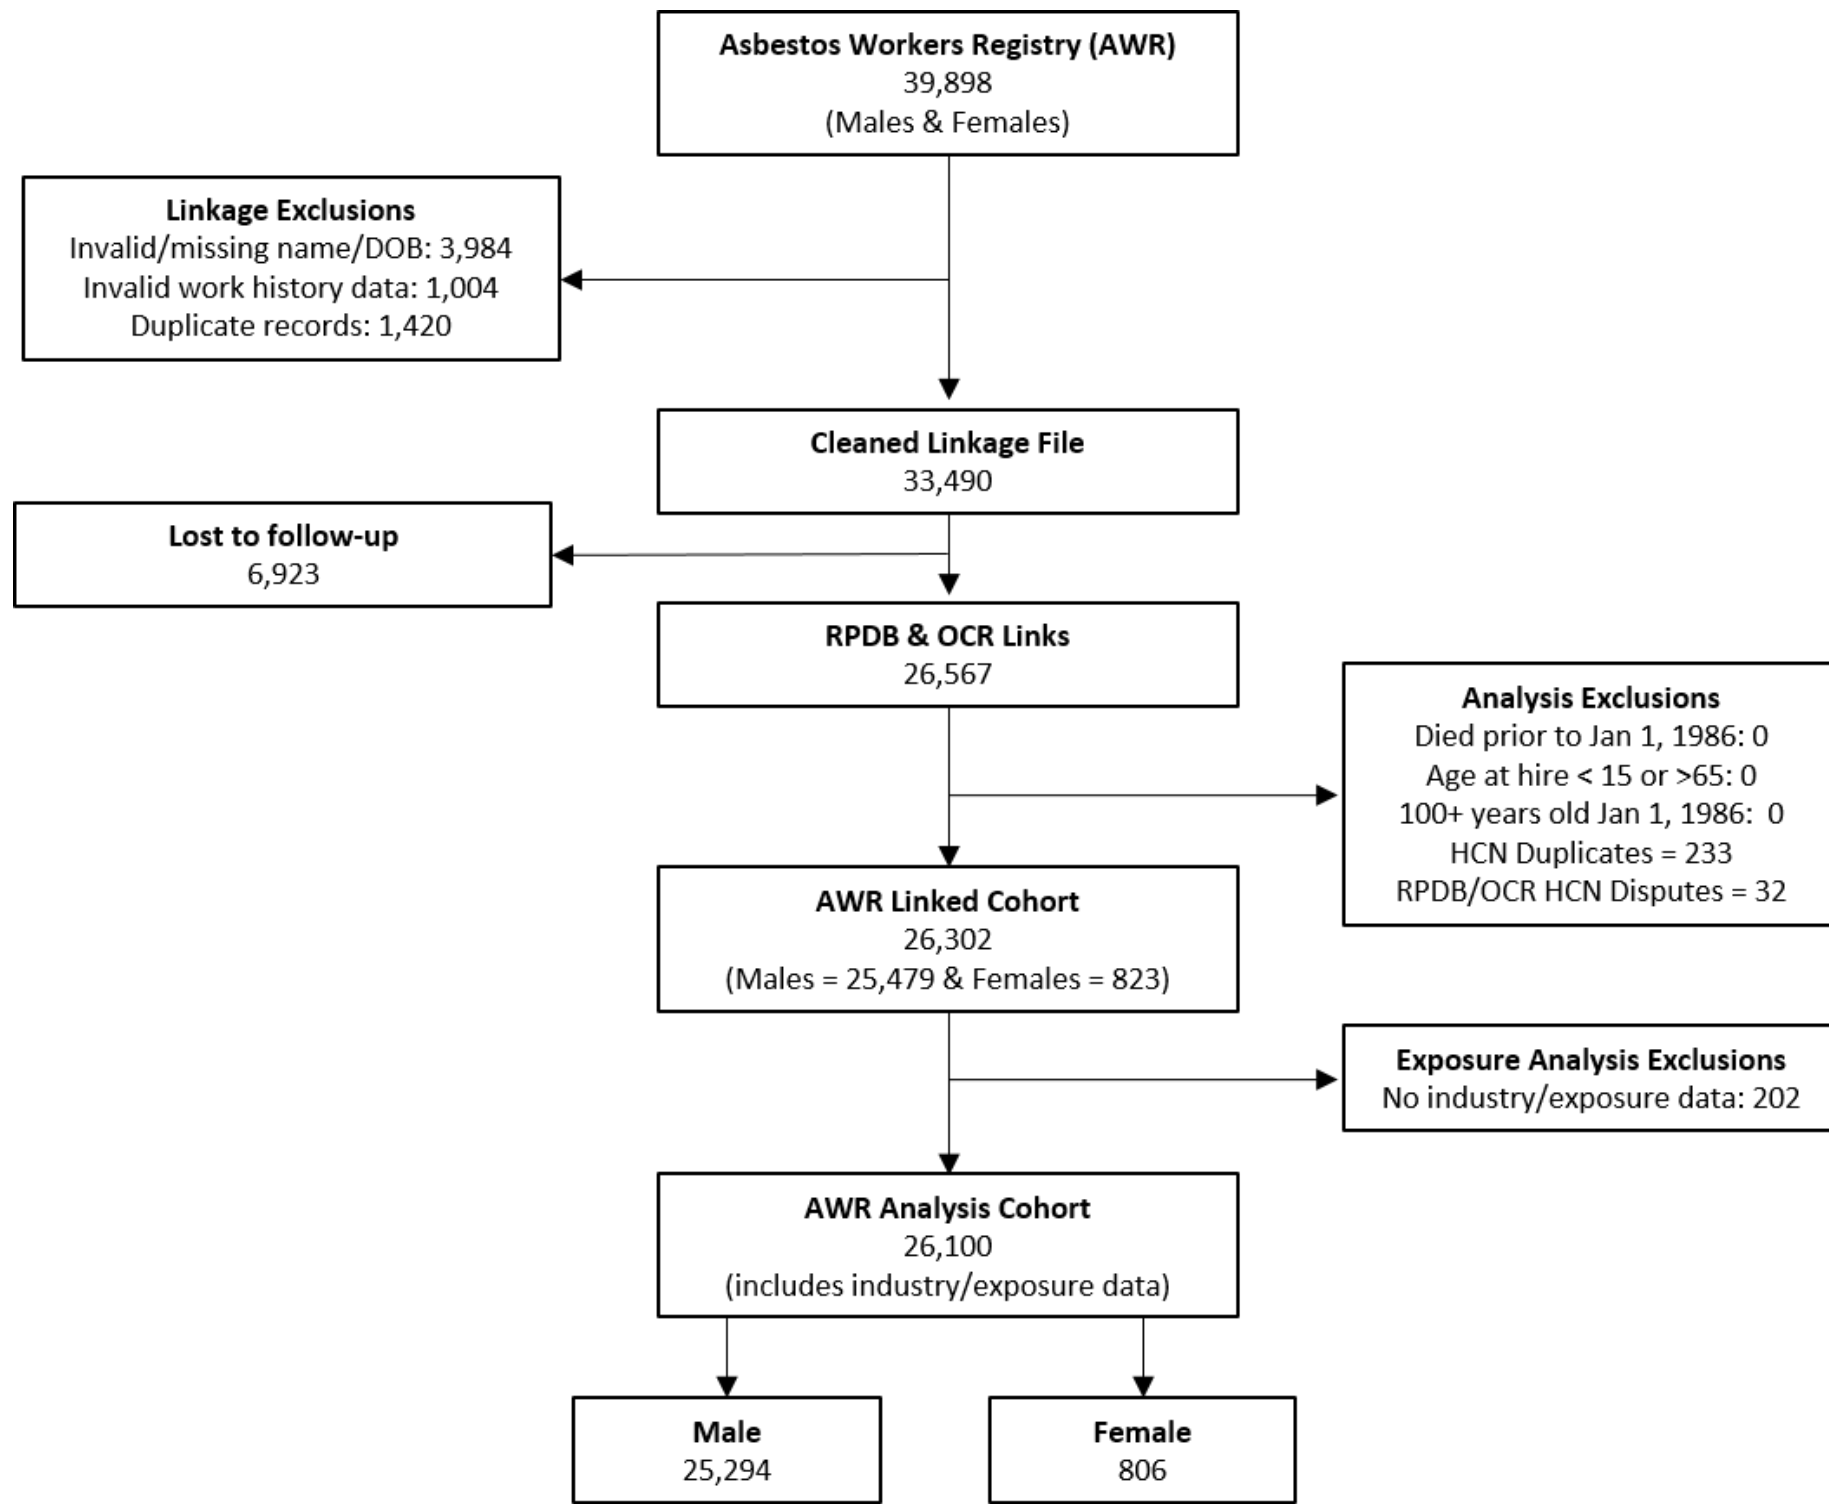 Asbestos Workers Registry (AWR)
39,898
(Males & Females)
Linkage Exclusions
Invalid/missing name/DOB: 3,984
Invalid work history data: 1,004
Duplicate records: 1,420
Cleaned Linkage File
33,490
Lost to follow-up
6,923
RPDB & OCR Links
26,567
Analysis Exclusions
Died prior to Jan 1, 1986: 0
Age at hire < 15 or >65: 0
100+ years old Jan 1, 1986:  0
HCN Duplicates = 233
RPDB/OCR HCN Disputes = 32
AWR Linked Cohort
26,302
(Males = 25,479 & Females = 823)
Exposure Analysis Exclusions
No industry/exposure data: 202
AWR Analysis Cohort
26,100
(includes industry/exposure data)
Male
25,294
Female
806